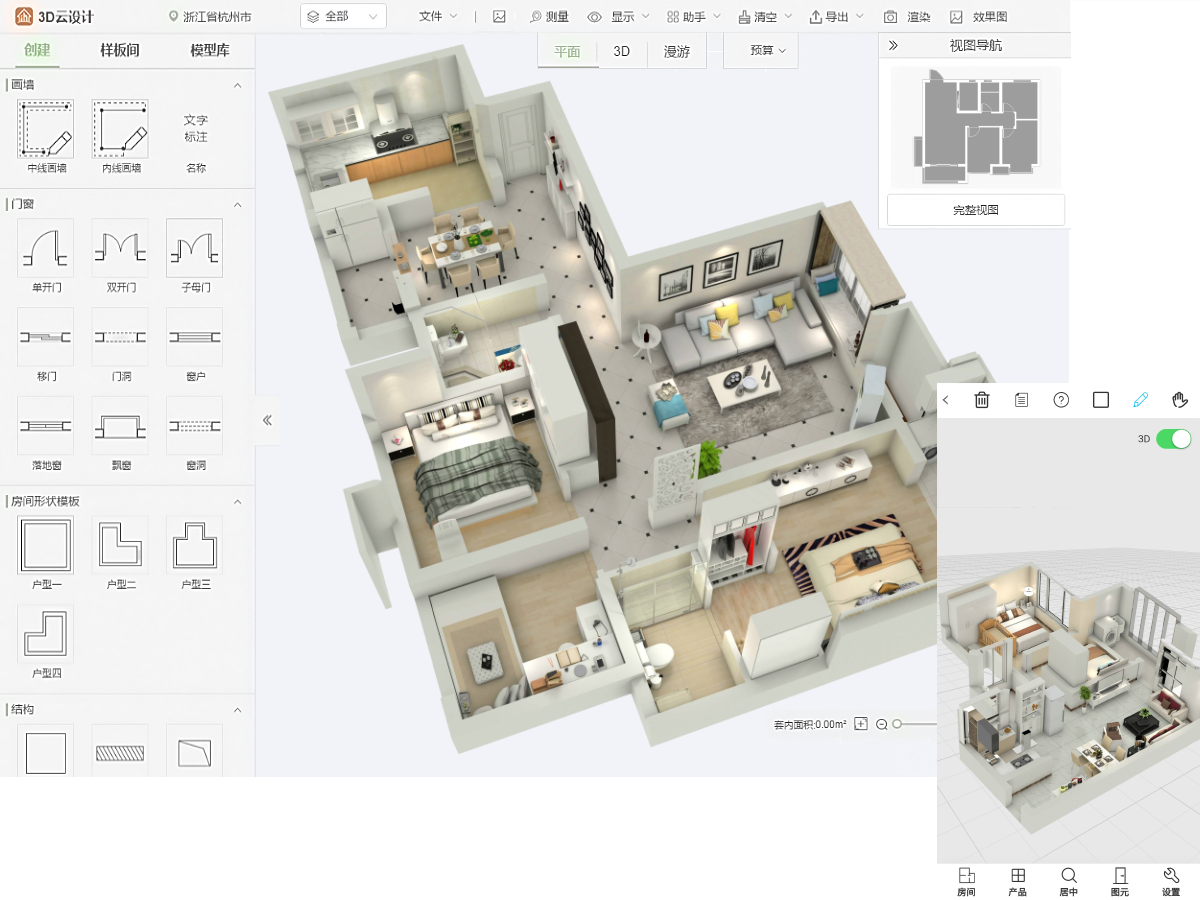 3D云设计
浙江省杭州市
全部
文件
测量
显示
助手
清空
导出
渲染
效果图
创建
样板间
模型库
平面
3D
漫游
预算
视图导航
完整视图
画墙
中线画墙
内线画墙
文字
标注
名称
门窗
单开门
双开门
子母门
移门
门洞
窗户
落地窗
飘窗
窗洞
房间形状模板
户型一
户型二
户型三
户型四
结构
套内面积:0.00m²
3D
房间
产品
居中
图元
设置